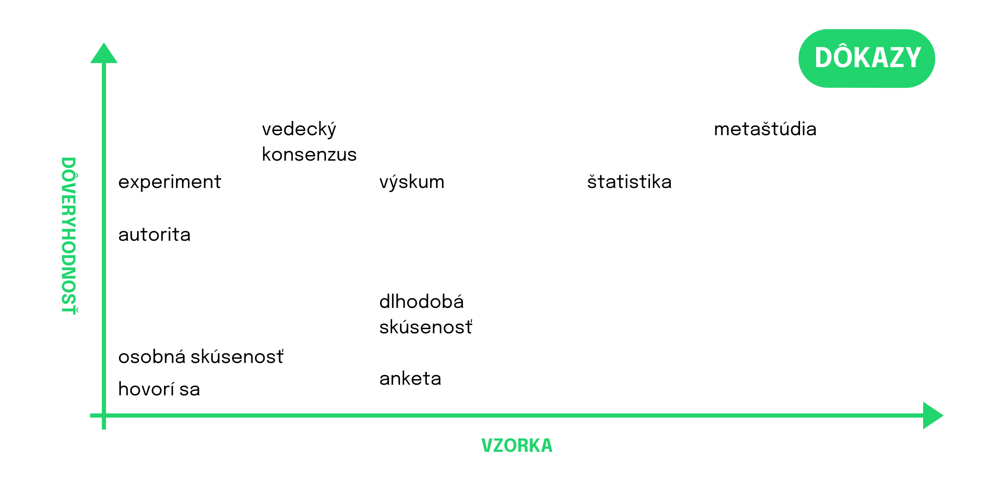 DÔKAZY
vedecký
konsenzus
metaštúdia
experiment
výskum
štatistika
autorita
DÔVERYHODNOSŤ
dlhodobá
skúsenosť
osobná skúsenosť
anketa
hovorí sa
VZORKA